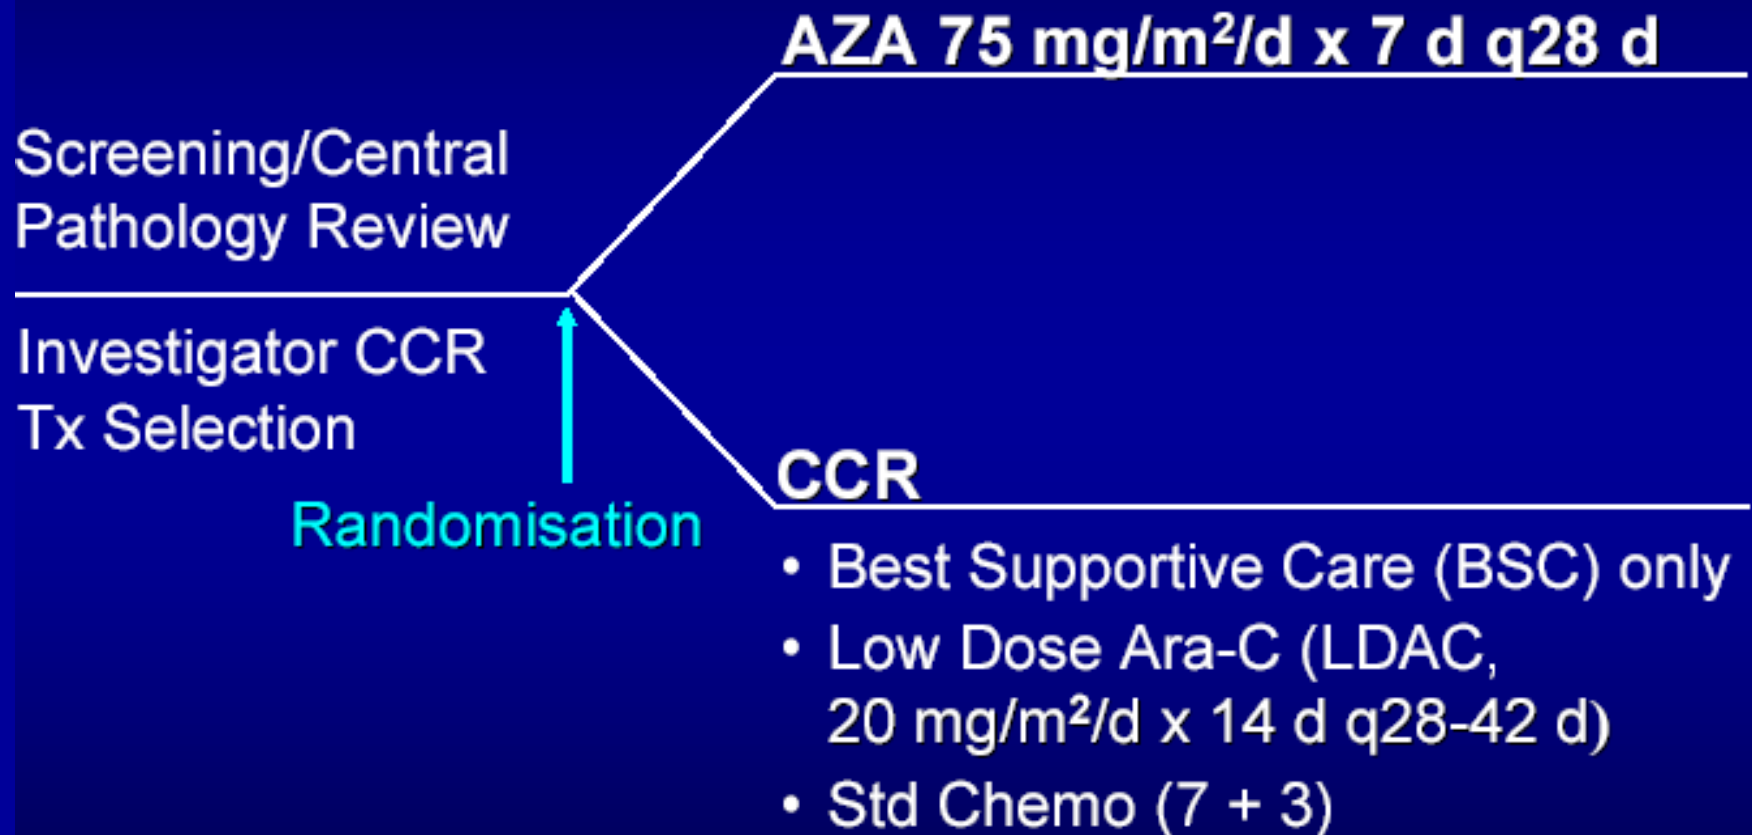 AZA 75 mg/m²/d x 7 d q28 d
Screening/Central
Pathology Review
Investigator CCR
Tx Selection
Randomisation
CCR
• Best Supportive Care (BSC) only
• Low Dose Ara-C (LDAC,
20 mg/m²/d x 14 d q28-42 d)
• Std Chemo (7 + 3)